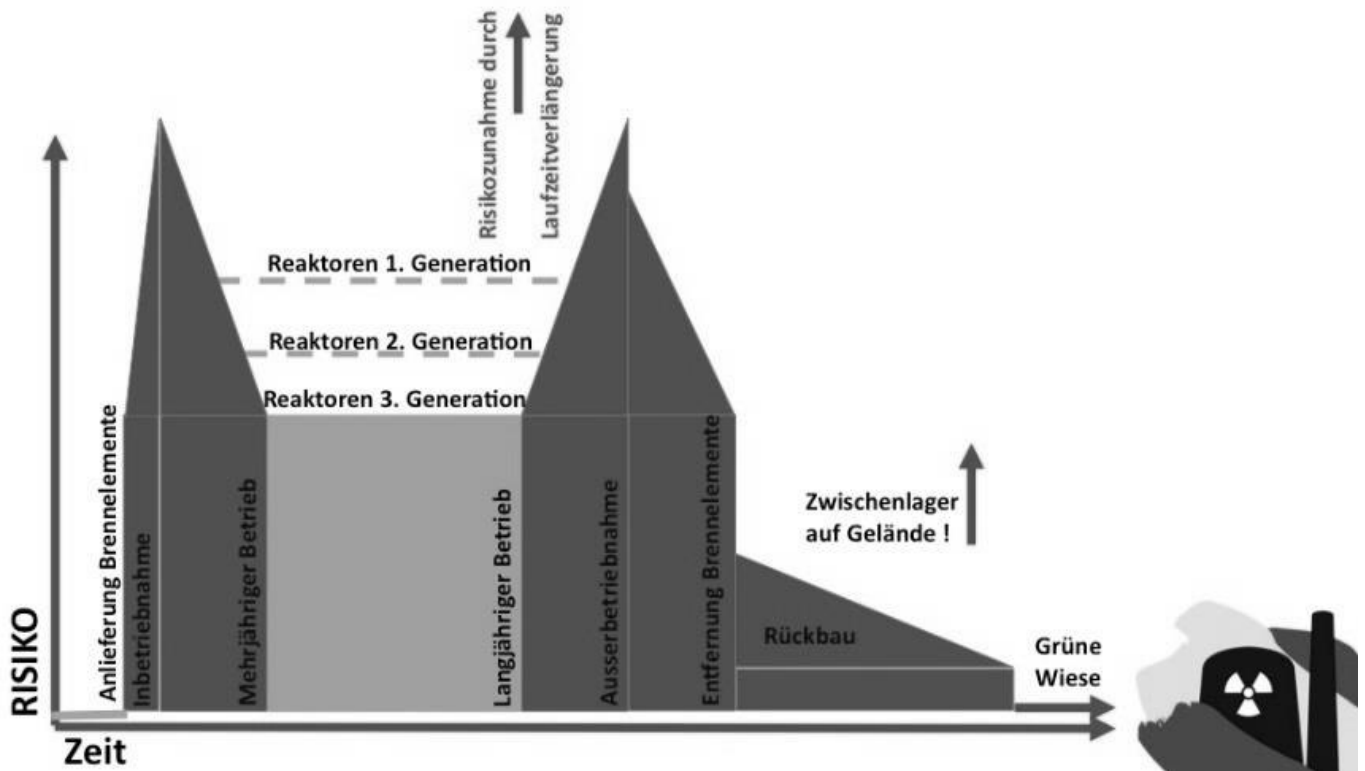 Risikozunahme durch
Laufzeitverlängerung
Reaktoren 1. Generation
Reaktoren 2. Generation
Reaktoren 3. Generation
RISIKO
Anlieferung Brennelemente
Inbetriebnahme
Mehrjähriger Betrieb
Langjähriger Betrieb
Ausserbetriebnahme
Entfernung Brennelemente
Zwischenlager
auf Gelände !
Rückbau
Grüne
Wiese
Zeit